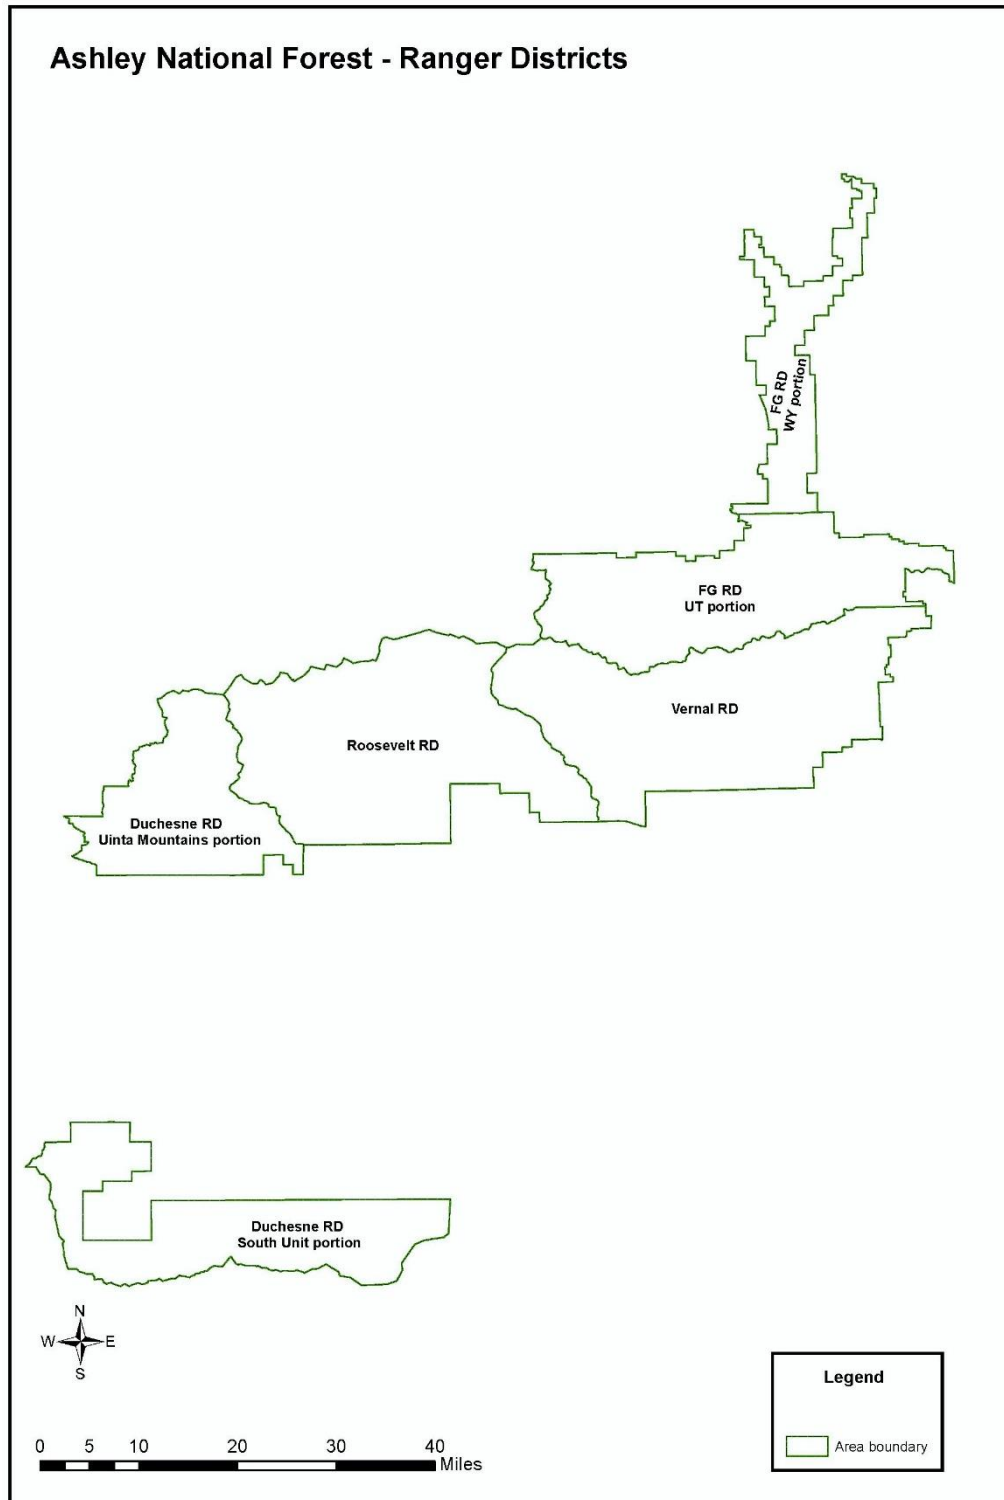 Ashley National Forest - Ranger Districts
FG RD
WY portion
FG RD
UT portion
Vernal RD
Roosevelt RD
Duchesne RD
Uinta Mountains portion
Duchesne RD
South Unit portion
N
W E
S
Legend
Area boundary
0 5 10 20 30 40
Miles